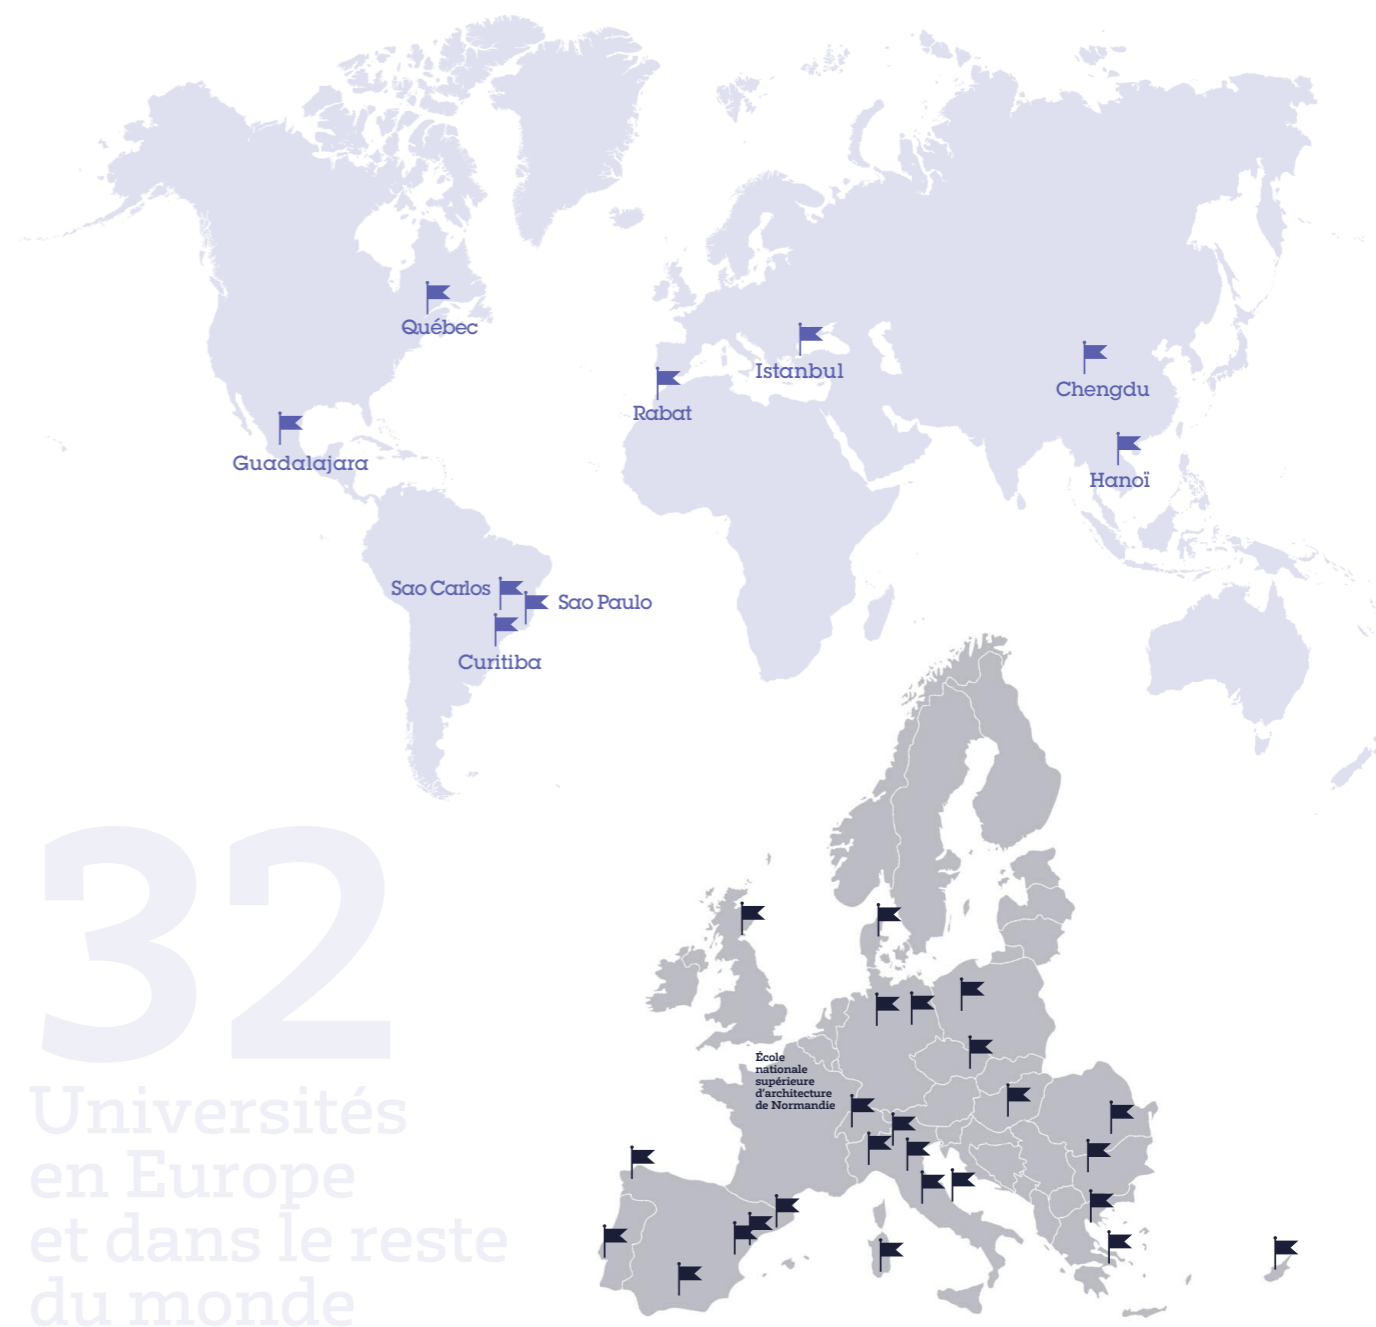 Québec
Istanbul
Chengdu
Rabat
Guadalajara
Hanoï
Sao Carlos
Sao Paulo
Curitiba
32
Universités
en Europe
et dans le reste
du monde
École
nationale
supérieure
d'architecture
de Normandie